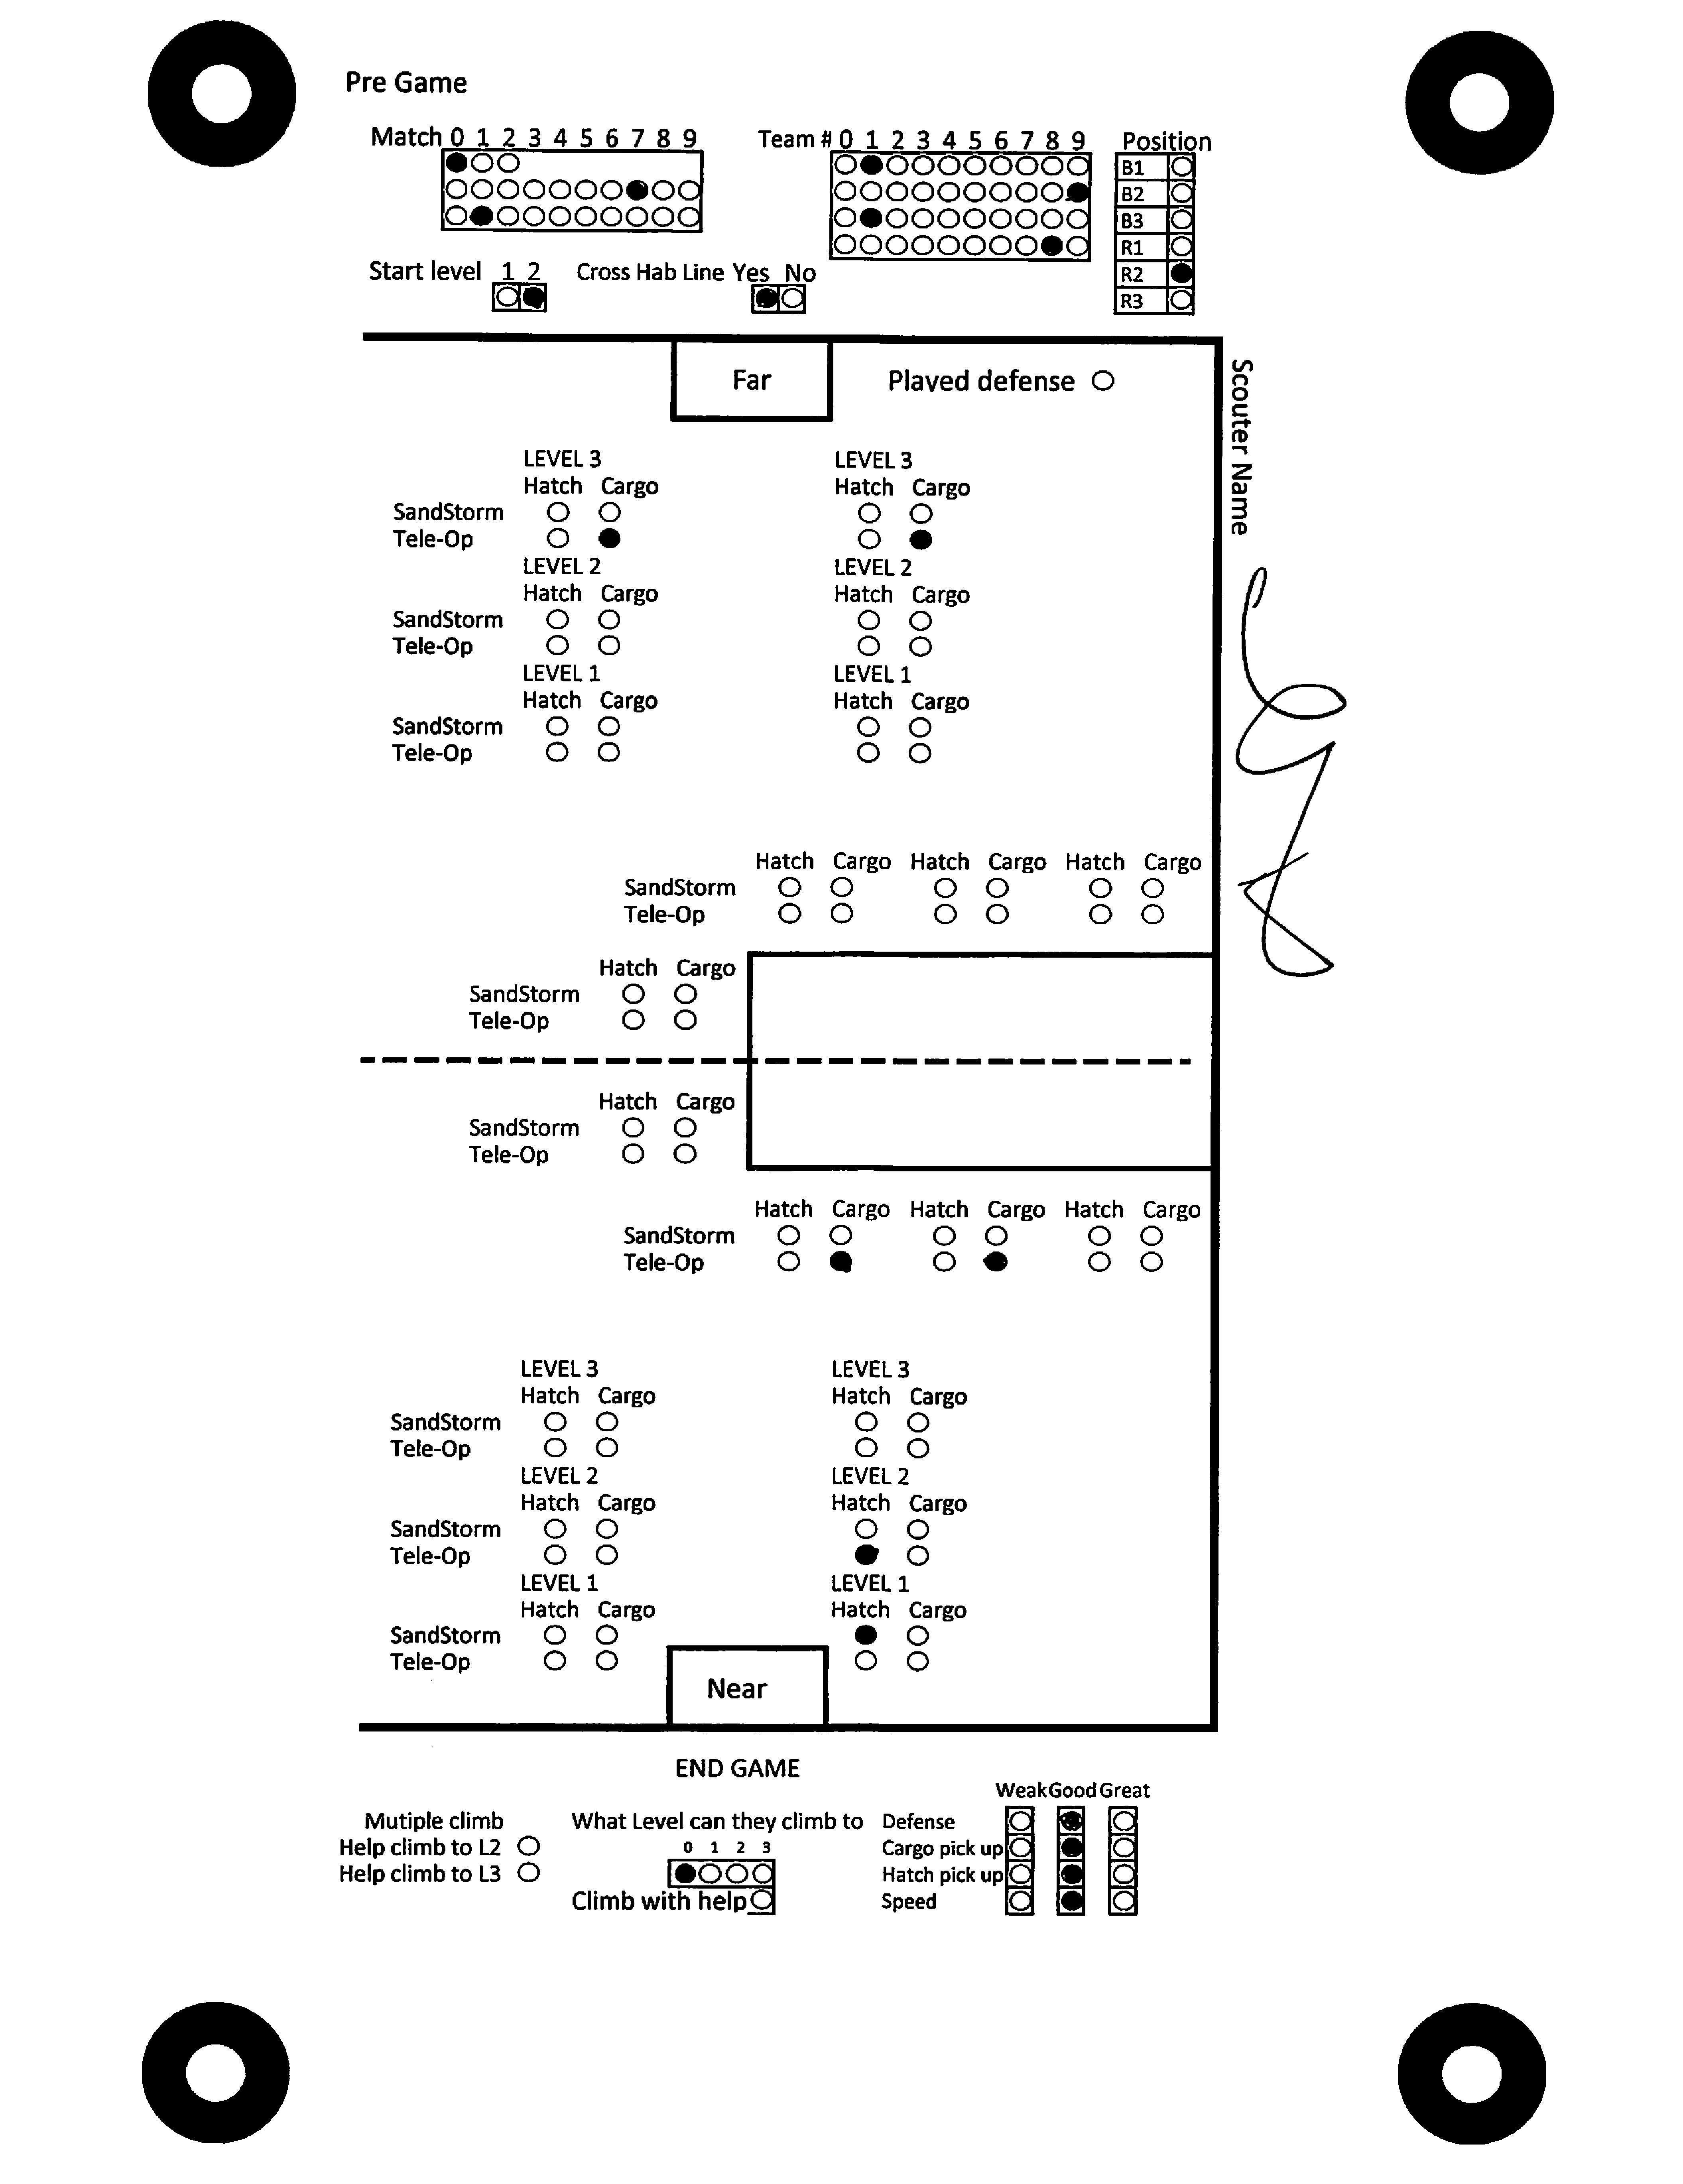 Pre Game
Match 0 1 2 3 4 5 6 7 8 9
Team # 0 1 2 3 4 5 6 7 8 9
Position
B1
B2
B3
R1
R2
R3
Start level 1 2
Cross Hab Line Yes No
Far
Played defense
Scouter Name
LEVEL 3 LEVEL 3
Hatch Cargo Hatch Cargo
SandStorm
Tele-Op
LEVEL 2 LEVEL 2
Hatch Cargo Hatch Cargo
SandStorm
Tele-Op
LEVEL 1 LEVEL 1
Hatch Cargo Hatch Cargo
SandStorm
Tele-Op
Hatch Cargo Hatch Cargo Hatch Cargo
SandStorm
Tele-Op
Hatch Cargo
SandStorm
Tele-Op
Hatch Cargo
SandStorm
Tele-Op
Hatch Cargo Hatch Cargo Hatch Cargo
SandStorm
Tele-Op
LEVEL 3 LEVEL 3
Hatch Cargo Hatch Cargo
SandStorm
Tele-Op
LEVEL 2 LEVEL 2
Hatch Cargo Hatch Cargo
SandStorm
Tele-Op
LEVEL 1 LEVEL 1
Hatch Cargo Hatch Cargo
SandStorm
Tele-Op
Near
END GAME
Mutiple climb
Help climb to L2
Help climb to L3
What Level can they climb to
0 1 2 3
Climb with help
Weak Good Great
Defense
Cargo pick up
Hatch pick up
Speed